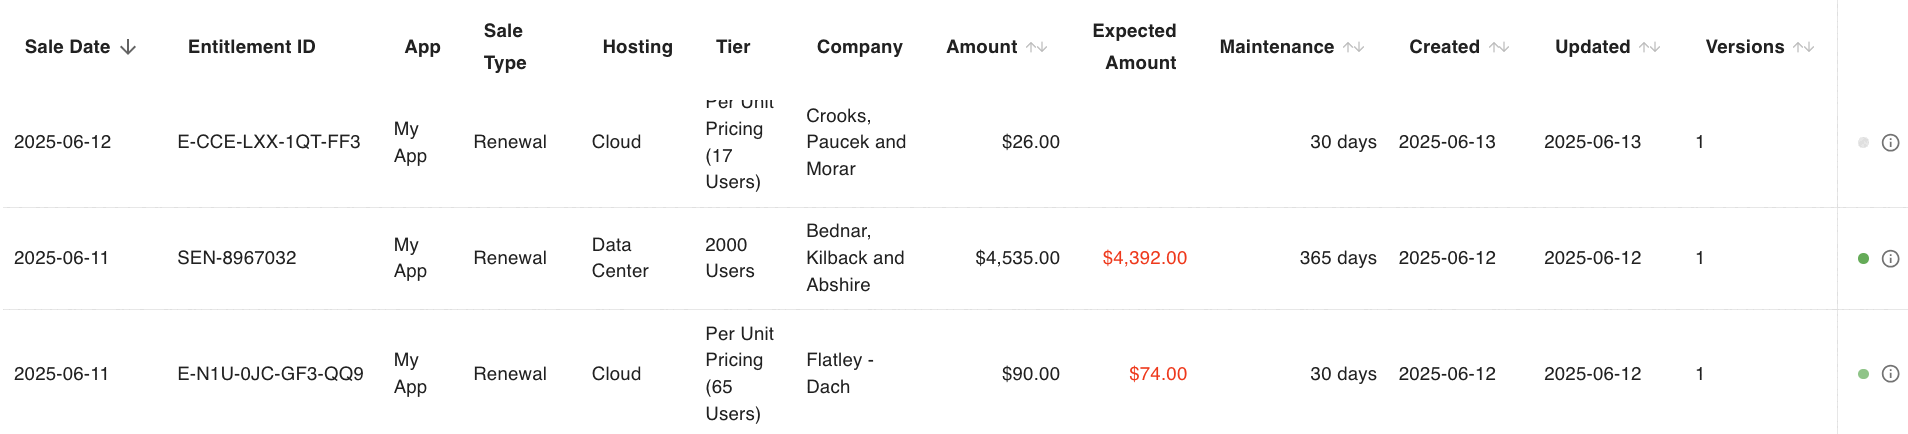 Sale Date Entitlement ID App Sale Type Hosting Tier Company Amount Expected Amount Maintenance Created Updated Versions
2025-06-12 E-CCE-LXX-1QT-FF3 My App Renewal Cloud Per Unit Pricing (17 Users) Crooks, Paucek and Morar $26.00 30 days 2025-06-13 2025-06-13 1
2025-06-11 SEN-8967032 My App Renewal Data Center 2000 Users Bednar, Kilback and Abshire $4,535.00 $4,392.00 365 days 2025-06-12 2025-06-12 1
2025-06-11 E-N1U-0JC-GF3-QQ9 My App Renewal Cloud Per Unit Pricing (65 Users) Flatley - Dach $90.00 $74.00 30 days 2025-06-12 2025-06-12 1